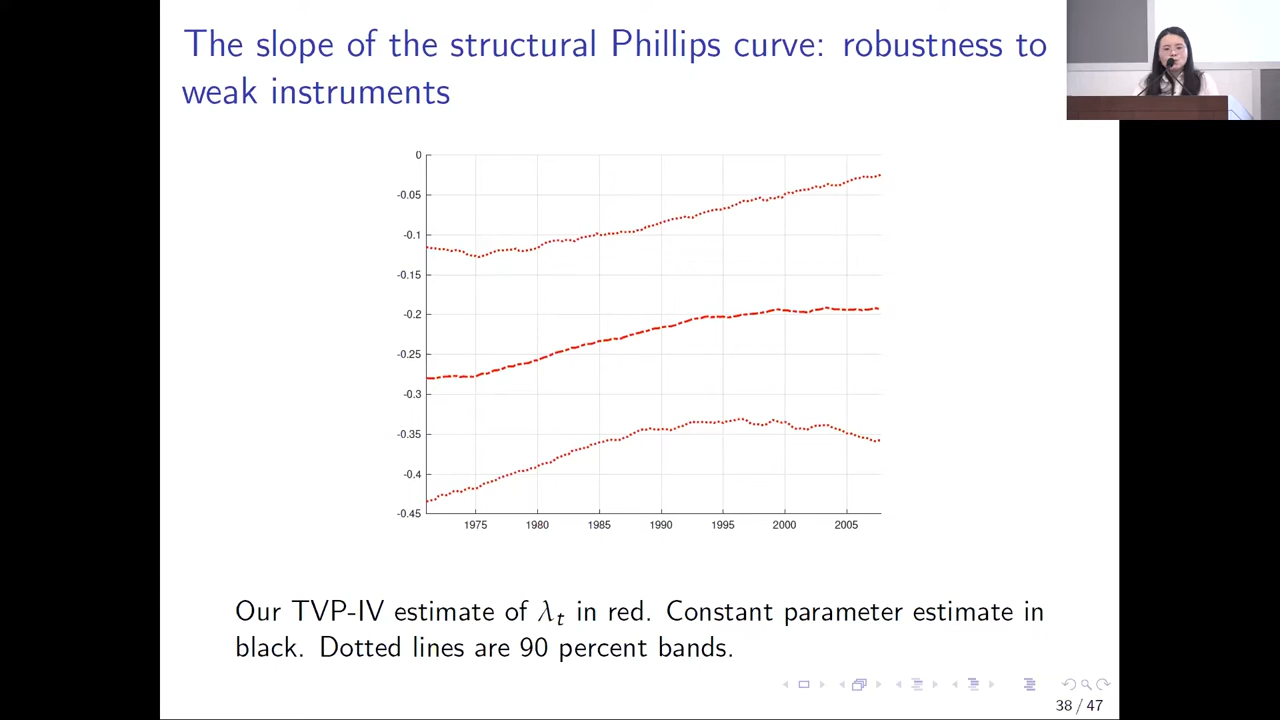 The slope of the structural Phillips curve: robustness to
weak instruments
0
-0.05
-0.1
-0.15
-0.2
-0.25
-0.3
-0.35
-0.4
-0.45
1975 1980 1985 1990 1995 2000 2005
Our TVP-IV estimate of λt in red. Constant parameter estimate in
black. Dotted lines are 90 percent bands.
38 / 47